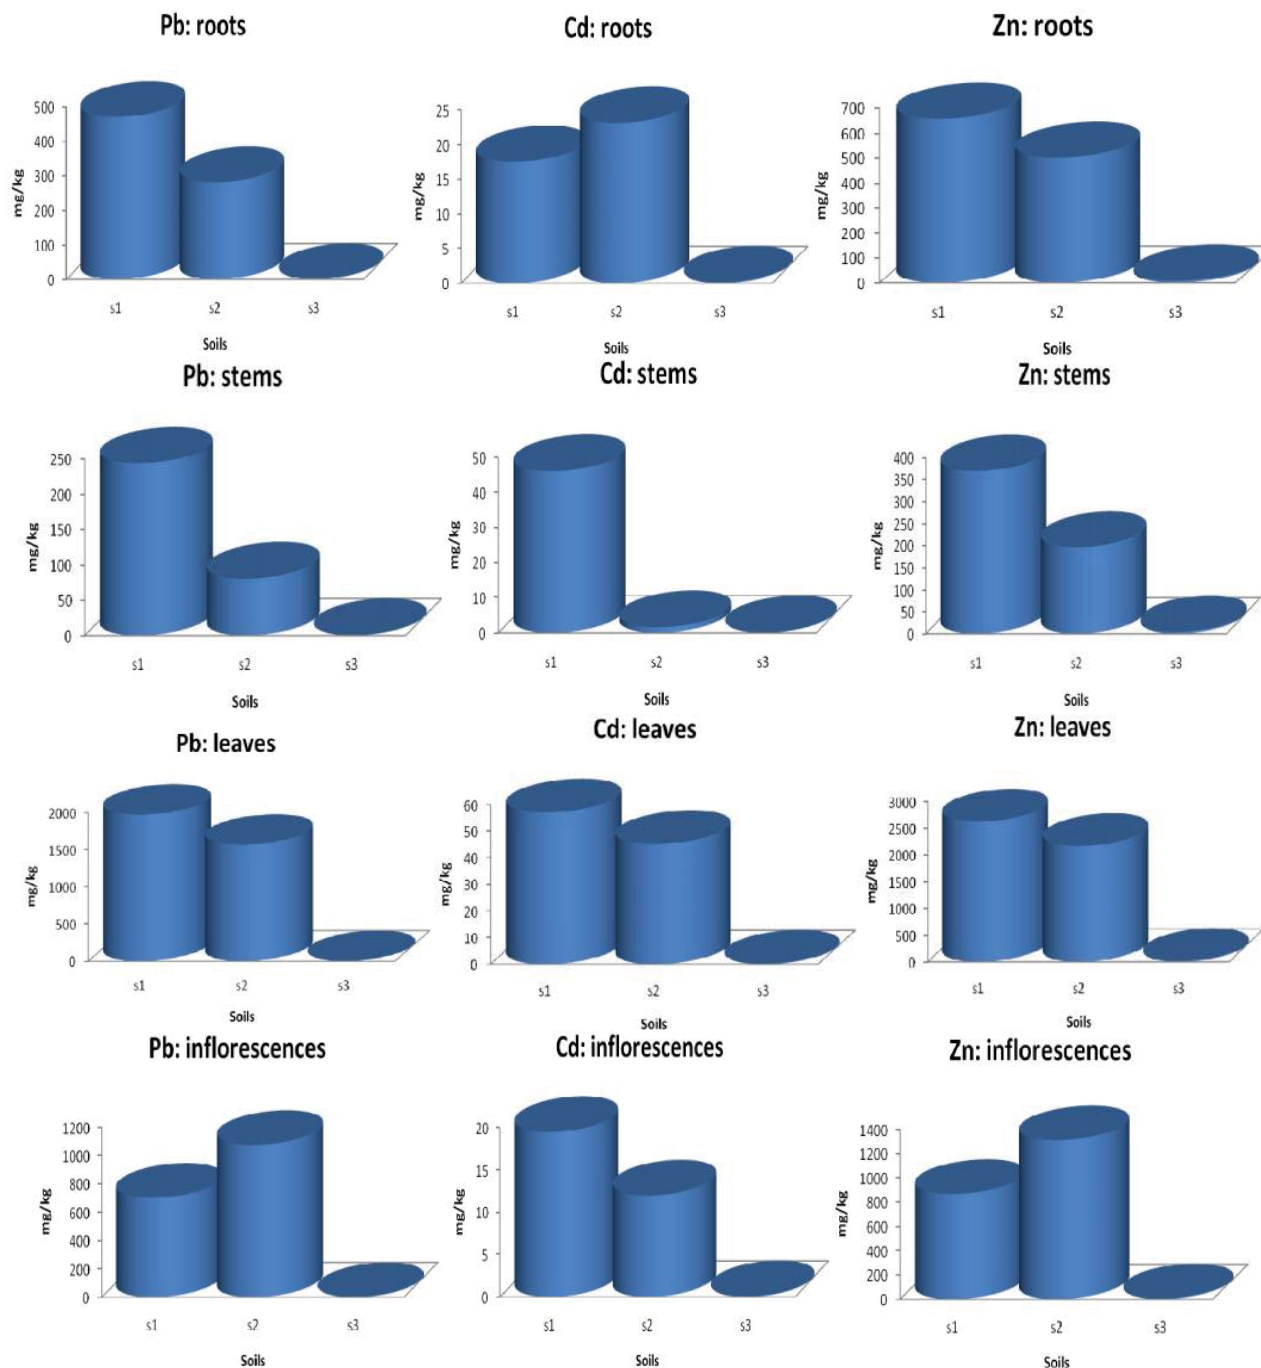 Pb: roots
Cd: roots
Zn: roots
mg/kg
500
400
300
200
100
0
s1 s2 s3
Soils
mg/kg
25
20
15
10
5
0
s1 s2 s3
Soils
mg/kg
700
600
500
400
300
200
100
0
s1 s2 s3
Soils
Pb: stems
Cd: stems
Zn: stems
mg/kg
250
200
150
100
50
0
s1 s2 s3
Soils
mg/kg
50
40
30
20
10
0
s1 s2 s3
Soils
mg/kg
400
350
300
250
200
150
100
50
0
s1 s2 s3
Soils
Pb: leaves
Cd: leaves
Zn: leaves
mg/kg
2000
1500
1000
500
0
s1 s2 s3
Soils
mg/kg
60
50
40
30
20
10
0
s1 s2 s3
Soils
mg/kg
3000
2500
2000
1500
1000
500
0
s1 s2 s3
Soils
Pb: inflorescences
Cd: inflorescences
Zn: inflorescences
mg/kg
1200
1000
800
600
400
200
0
s1 s2 s3
Soils
mg/kg
20
15
10
5
0
s1 s2 s3
Soils
mg/kg
1400
1200
1000
800
600
400
200
0
s1 s2 s3
Soils